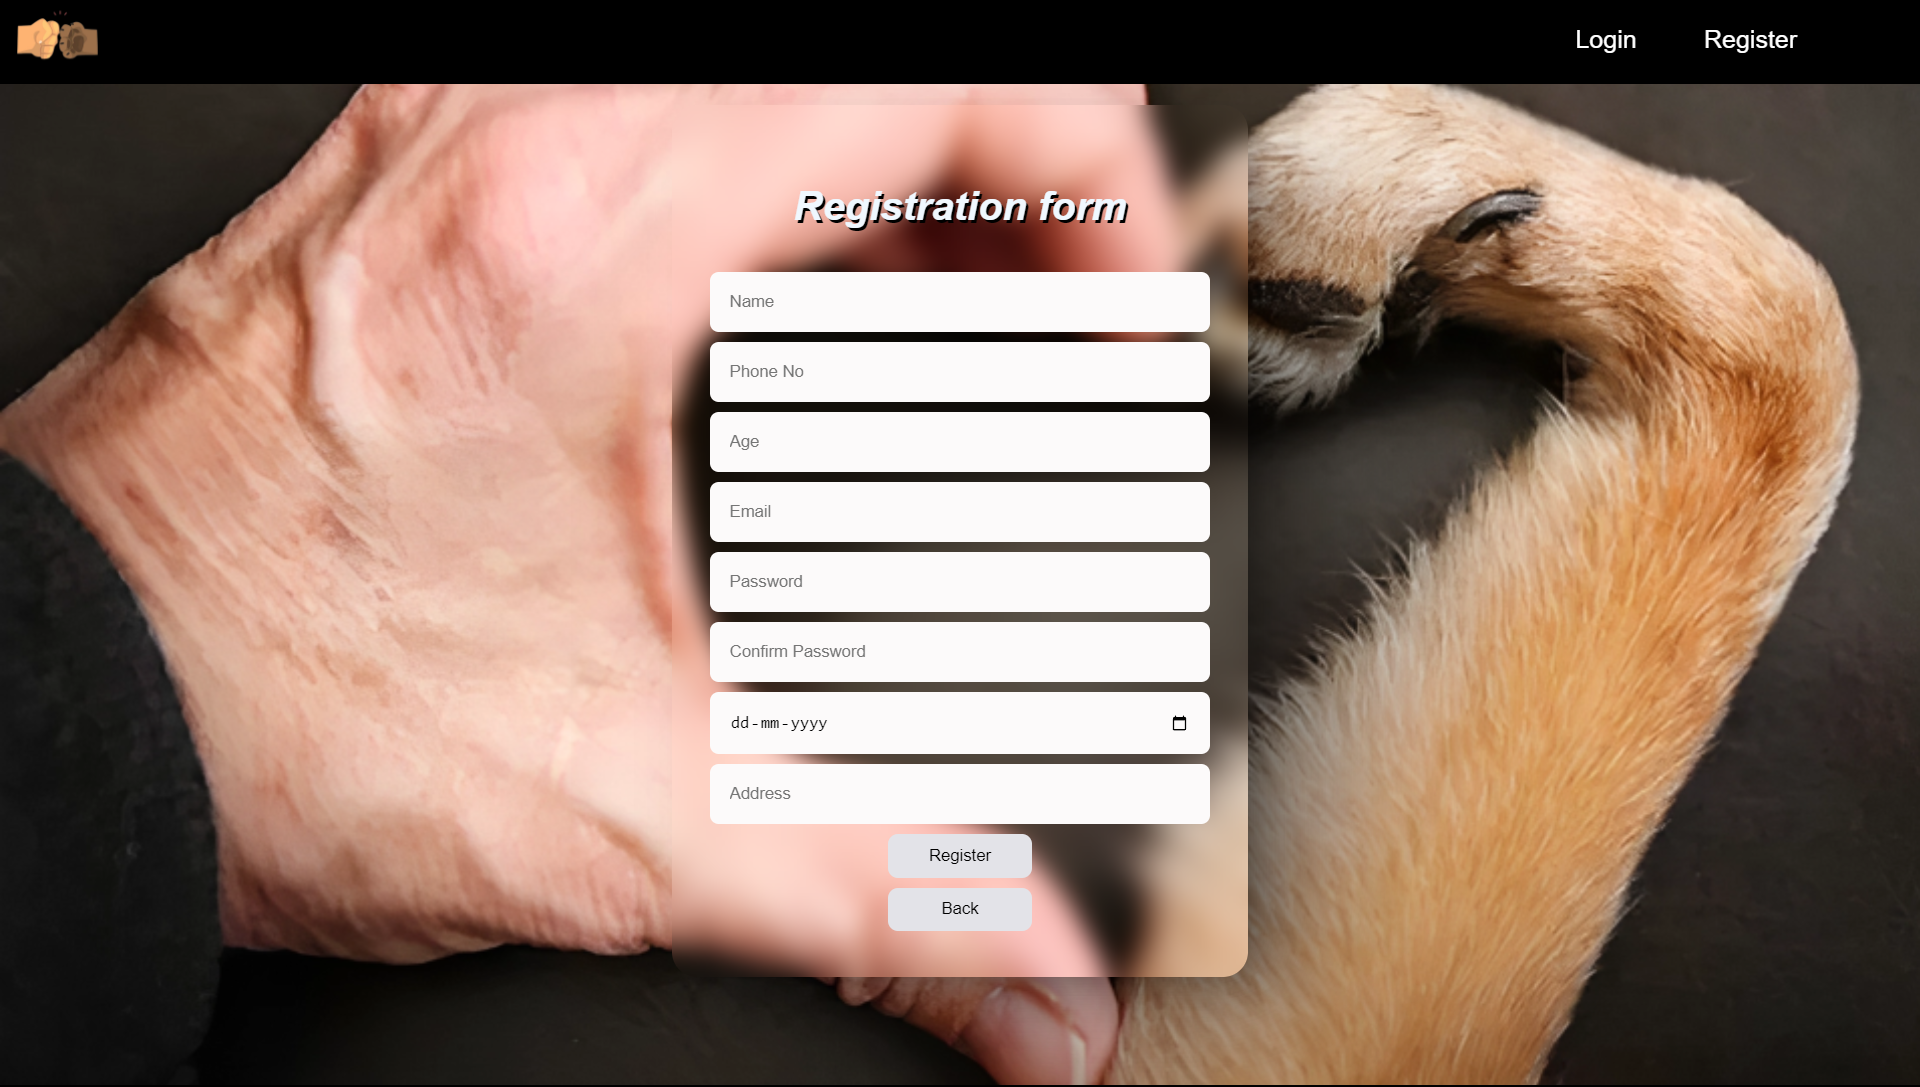 Login Register
Registration form
Name
Phone No
Age
Email
Password
Confirm Password
dd-mm-yyyy
Address
Register
Back